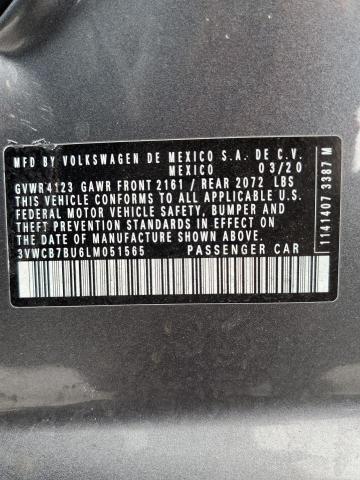 MFD BY VOLKSWAGEN DE MEXICO S.A. DE C.V.
MEXICO 03/20
GVWR4123 GAWR FRONT 2161 / REAR 2072 LBS
THIS VEHICLE CONFORMS TO ALL APPLICABLE U.S.
FEDERAL MOTOR VEHICLE SAFETY, BUMPER AND
THEFT PREVENTION STANDARDS IN EFFECT ON THE
DATE OF MANUFACTURE SHOWN ABOVE.
3VWCB7BU6LM051565 PASSENGER CAR
1141407 3387 M